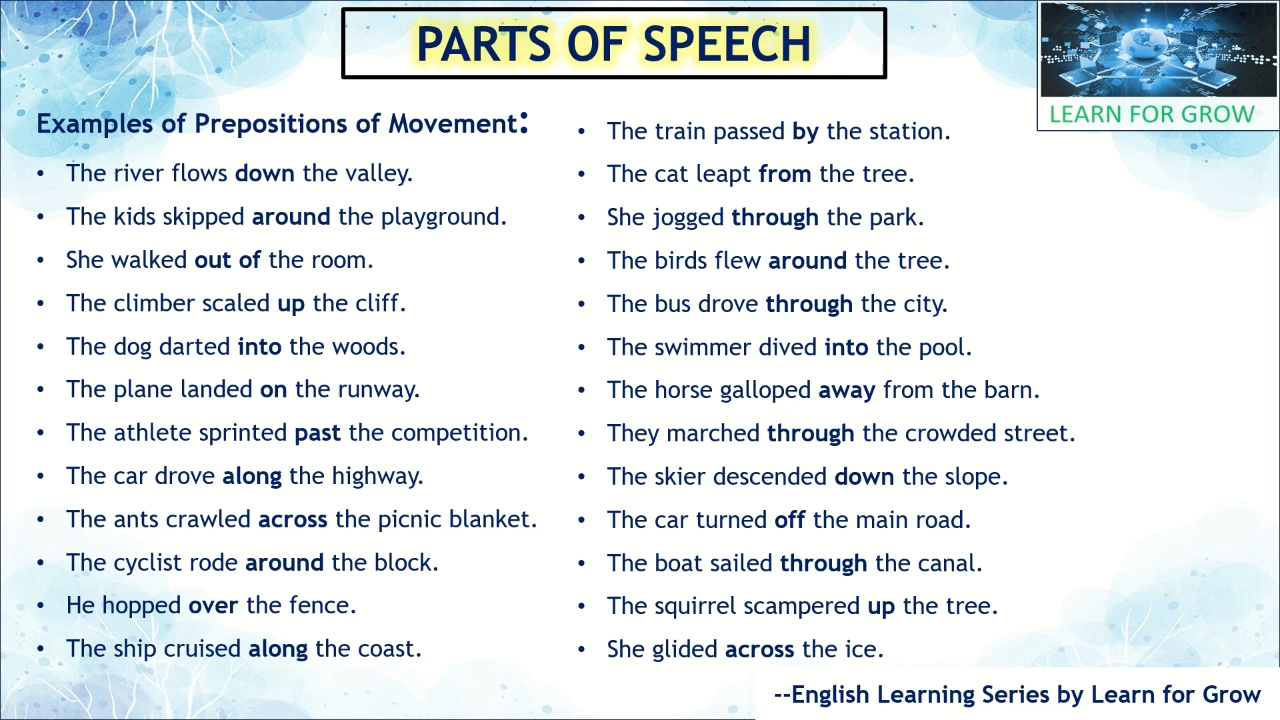 PARTS OF SPEECH
LEARN FOR GROW
Examples of Prepositions of Movement:
• The river flows down the valley.
• The kids skipped around the playground.
• She walked out of the room.
• The climber scaled up the cliff.
• The dog darted into the woods.
• The plane landed on the runway.
• The athlete sprinted past the competition.
• The car drove along the highway.
• The ants crawled across the picnic blanket.
• The cyclist rode around the block.
• He hopped over the fence.
• The ship cruised along the coast.
• The train passed by the station.
• The cat leapt from the tree.
• She jogged through the park.
• The birds flew around the tree.
• The bus drove through the city.
• The swimmer dived into the pool.
• The horse galloped away from the barn.
• They marched through the crowded street.
• The skier descended down the slope.
• The car turned off the main road.
• The boat sailed through the canal.
• The squirrel scampered up the tree.
• She glided across the ice.
--English Learning Series by Learn for Grow